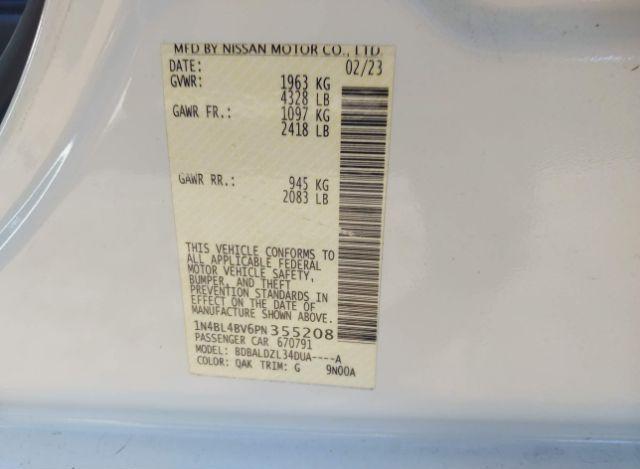 MFD BY NISSAN MOTOR CO., LTD.
DATE: 02/23
GVWR: 1963 KG
4328 LB
GAWR FR.: 1097 KG
2418 LB
GAWR RR.: 945 KG
2083 LB
THIS VEHICLE CONFORMS TO
ALL APPLICABLE FEDERAL
MOTOR VEHICLE SAFETY,
BUMPER, AND THEFT
PREVENTION STANDARDS IN
EFFECT ON THE DATE OF
MANUFACTURE SHOWN ABOVE.
1N4BL4BV6PN355208
PASSENGER CAR 670791
MODEL: BDBALDZL34DUA----A
COLOR: QAK TRIM: G 9N00A